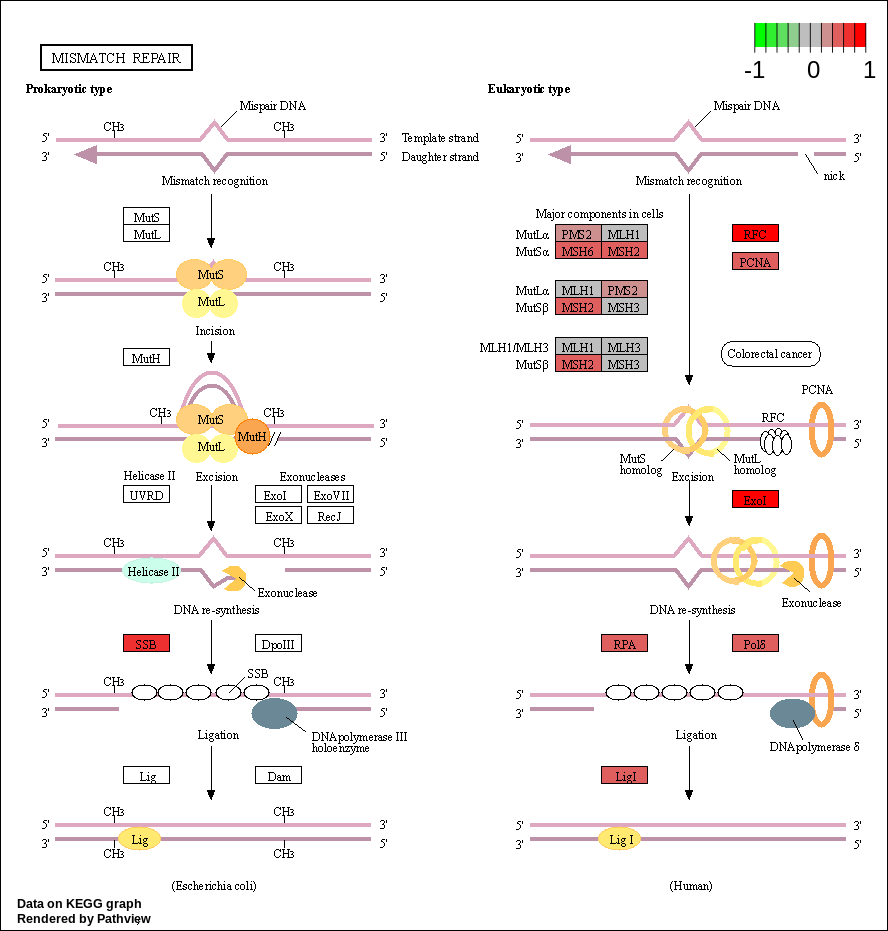 MISMATCH REPAIR
-1 0 1
Prokaryotic type
Eukaryotic type
Mispair DNA
Mispair DNA
CH3 CH3
5' 3' Template strand 5' 3'
3' 5' Daughter strand 3' 5'
nick
Mismatch recognition
Mismatch recognition
MutS
MutL
Major components in cells
MutLα PMS2 MLH1 RFC
MutSα MSH6 MSH2
PCNA
CH3 MutS CH3
5' 3'
3' MutL 5'
MutLα MLH1 PMS2
MutSβ MSH2 MSH3
Incision
MutH
MLH1/MLH3 MLH1 MLH3
MutSβ MSH2 MSH3
Colorectal cancer
PCNA
CH3 MutS CH3
5' 3'
3' MutL MutH 5'
RFC
5' 3'
3' 5'
MutS
homolog
MutL
homolog
Helicase II Excision Exonucleases
UVRD ExoI ExoVII
ExoX RecJ
Excision
ExoI
CH3 CH3
5' 3'
3' Helicase II 5'
Exonuclease
5' 3'
3' 5'
Exonuclease
DNA re-synthesis
DNA re-synthesis
SSB DpoIII
RPA Polδ
SSB
CH3 CH3
5' 3'
3' 5'
DNA polymerase III
holoenzyme
5' 3'
3' 5'
DNA polymerase δ
Ligation
Ligation
Lig Dam
LigI
CH3 CH3
5' 3'
3' Lig 5'
CH3 CH3
5' 3'
3' Lig I 5'
(Escherichia coli)
(Human)
Data on KEGG graph
Rendered by Pathview